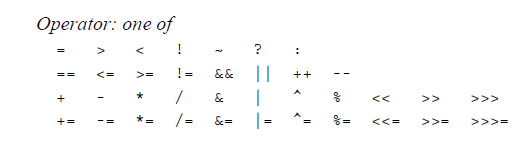 Operator: one of
= > < ! ~ ? :
== <= >= != && || ++ --
+ - * / & | ^ % << >> >>>
+= -= *= /= &= |= ^= %= <<= >>= >>>=